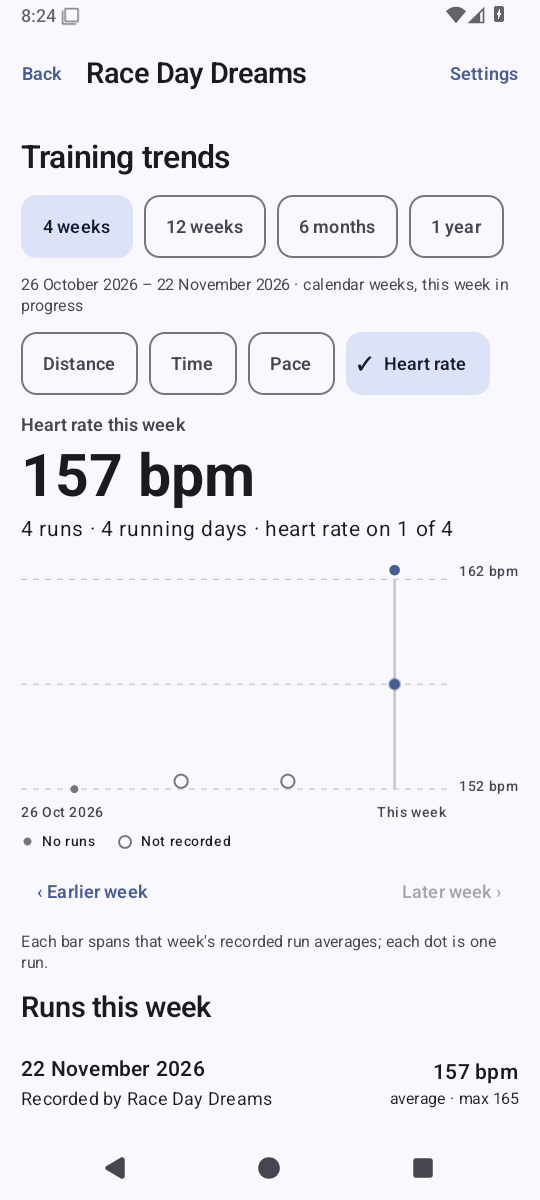 8:24
Back Race Day Dreams Settings
Training trends
4 weeks 12 weeks 6 months 1 year
26 October 2026 – 22 November 2026 · calendar weeks, this week in
progress
Distance Time Pace ✓ Heart rate
Heart rate this week
157 bpm
4 runs · 4 running days · heart rate on 1 of 4
162 bpm
152 bpm
26 Oct 2026 This week
No runs Not recorded
‹ Earlier week Later week ›
Each bar spans that week's recorded run averages; each dot is one
run.
Runs this week
22 November 2026 157 bpm
Recorded by Race Day Dreams average · max 165